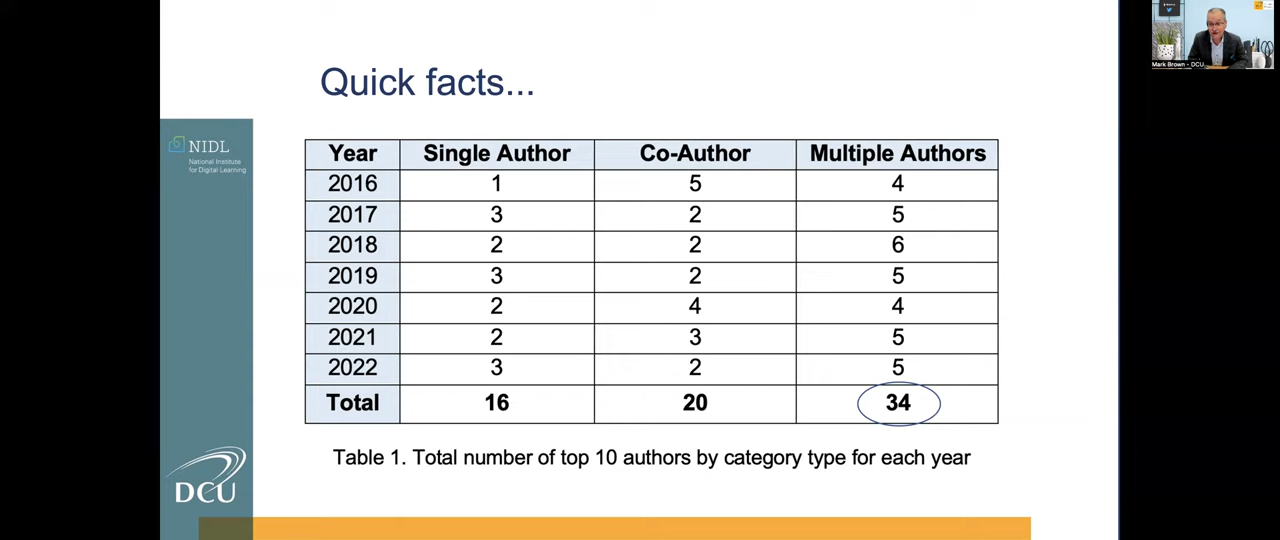 Quick facts...
NIDL
National Institute
for Digital Learning
Year Single Author Co-Author Multiple Authors
2016 1 5 4
2017 3 2 5
2018 2 2 6
2019 3 2 5
2020 2 4 4
2021 2 3 5
2022 3 2 5
Total 16 20 34
Table 1. Total number of top 10 authors by category type for each year
DCU
Mark Brown - DCU